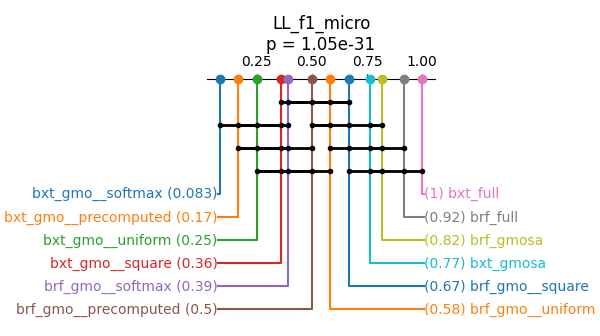 LL_f1_micro
p = 1.05e-31
0.25 0.50 0.75 1.00
bxt_gmo__softmax (0.083) (1) bxt_full
bxt_gmo__precomputed (0.17) (0.92) brf_full
bxt_gmo__uniform (0.25) (0.82) brf_gmosa
bxt_gmo__square (0.36) (0.77) bxt_gmosa
brf_gmo__softmax (0.39) (0.67) brf_gmo__square
brf_gmo__precomputed (0.5) (0.58) brf_gmo__uniform